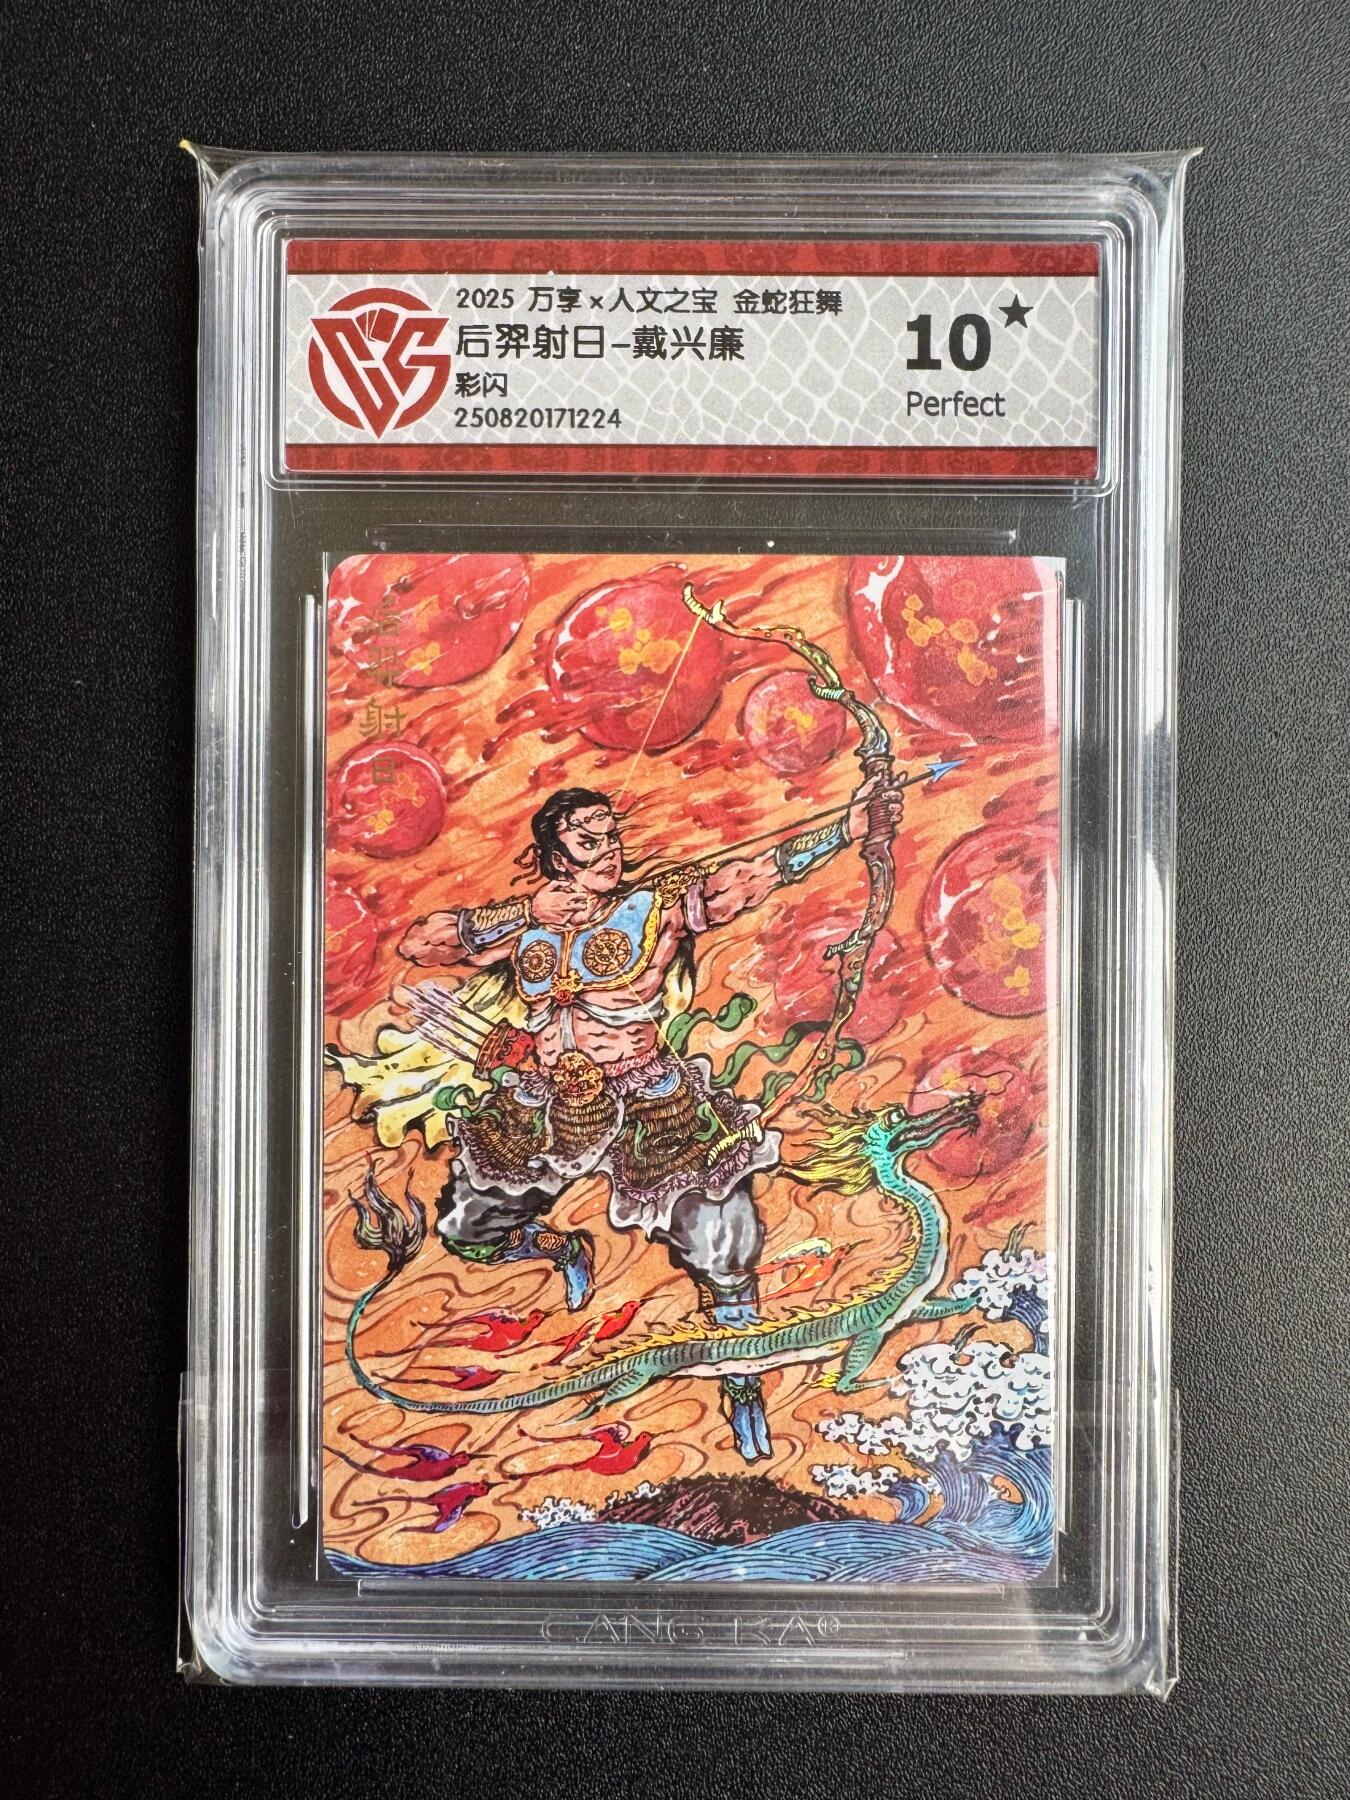 2025 万享×人文之宝 金蛇狂舞
后羿射日-戴兴廉
彩闪
250820171224
10★
Perfect
后羿射日
CANG KA®